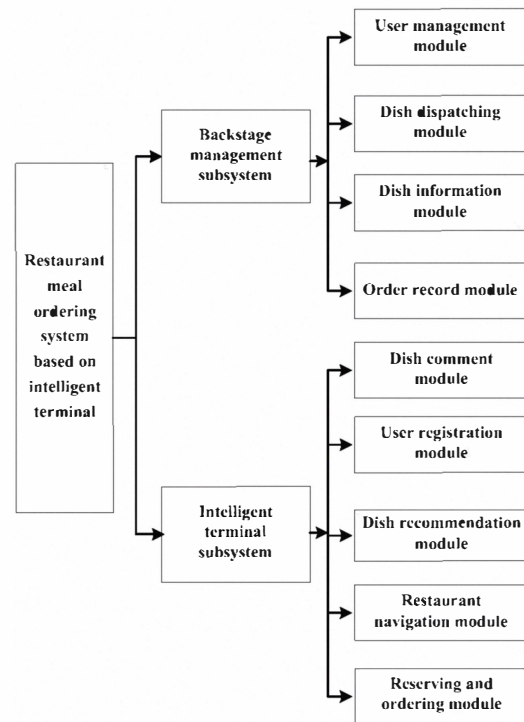 Restaurant
meal
ordering
system
based on
intelligent
terminal
Backstage
management
subsystem
User management
module
Dish dispatching
module
Dish information
module
Order record module
Intelligent
terminal
subsystem
Dish comment
module
User registration
module
Dish recommendation
module
Restaurant
navigation module
Reserving and
ordering module